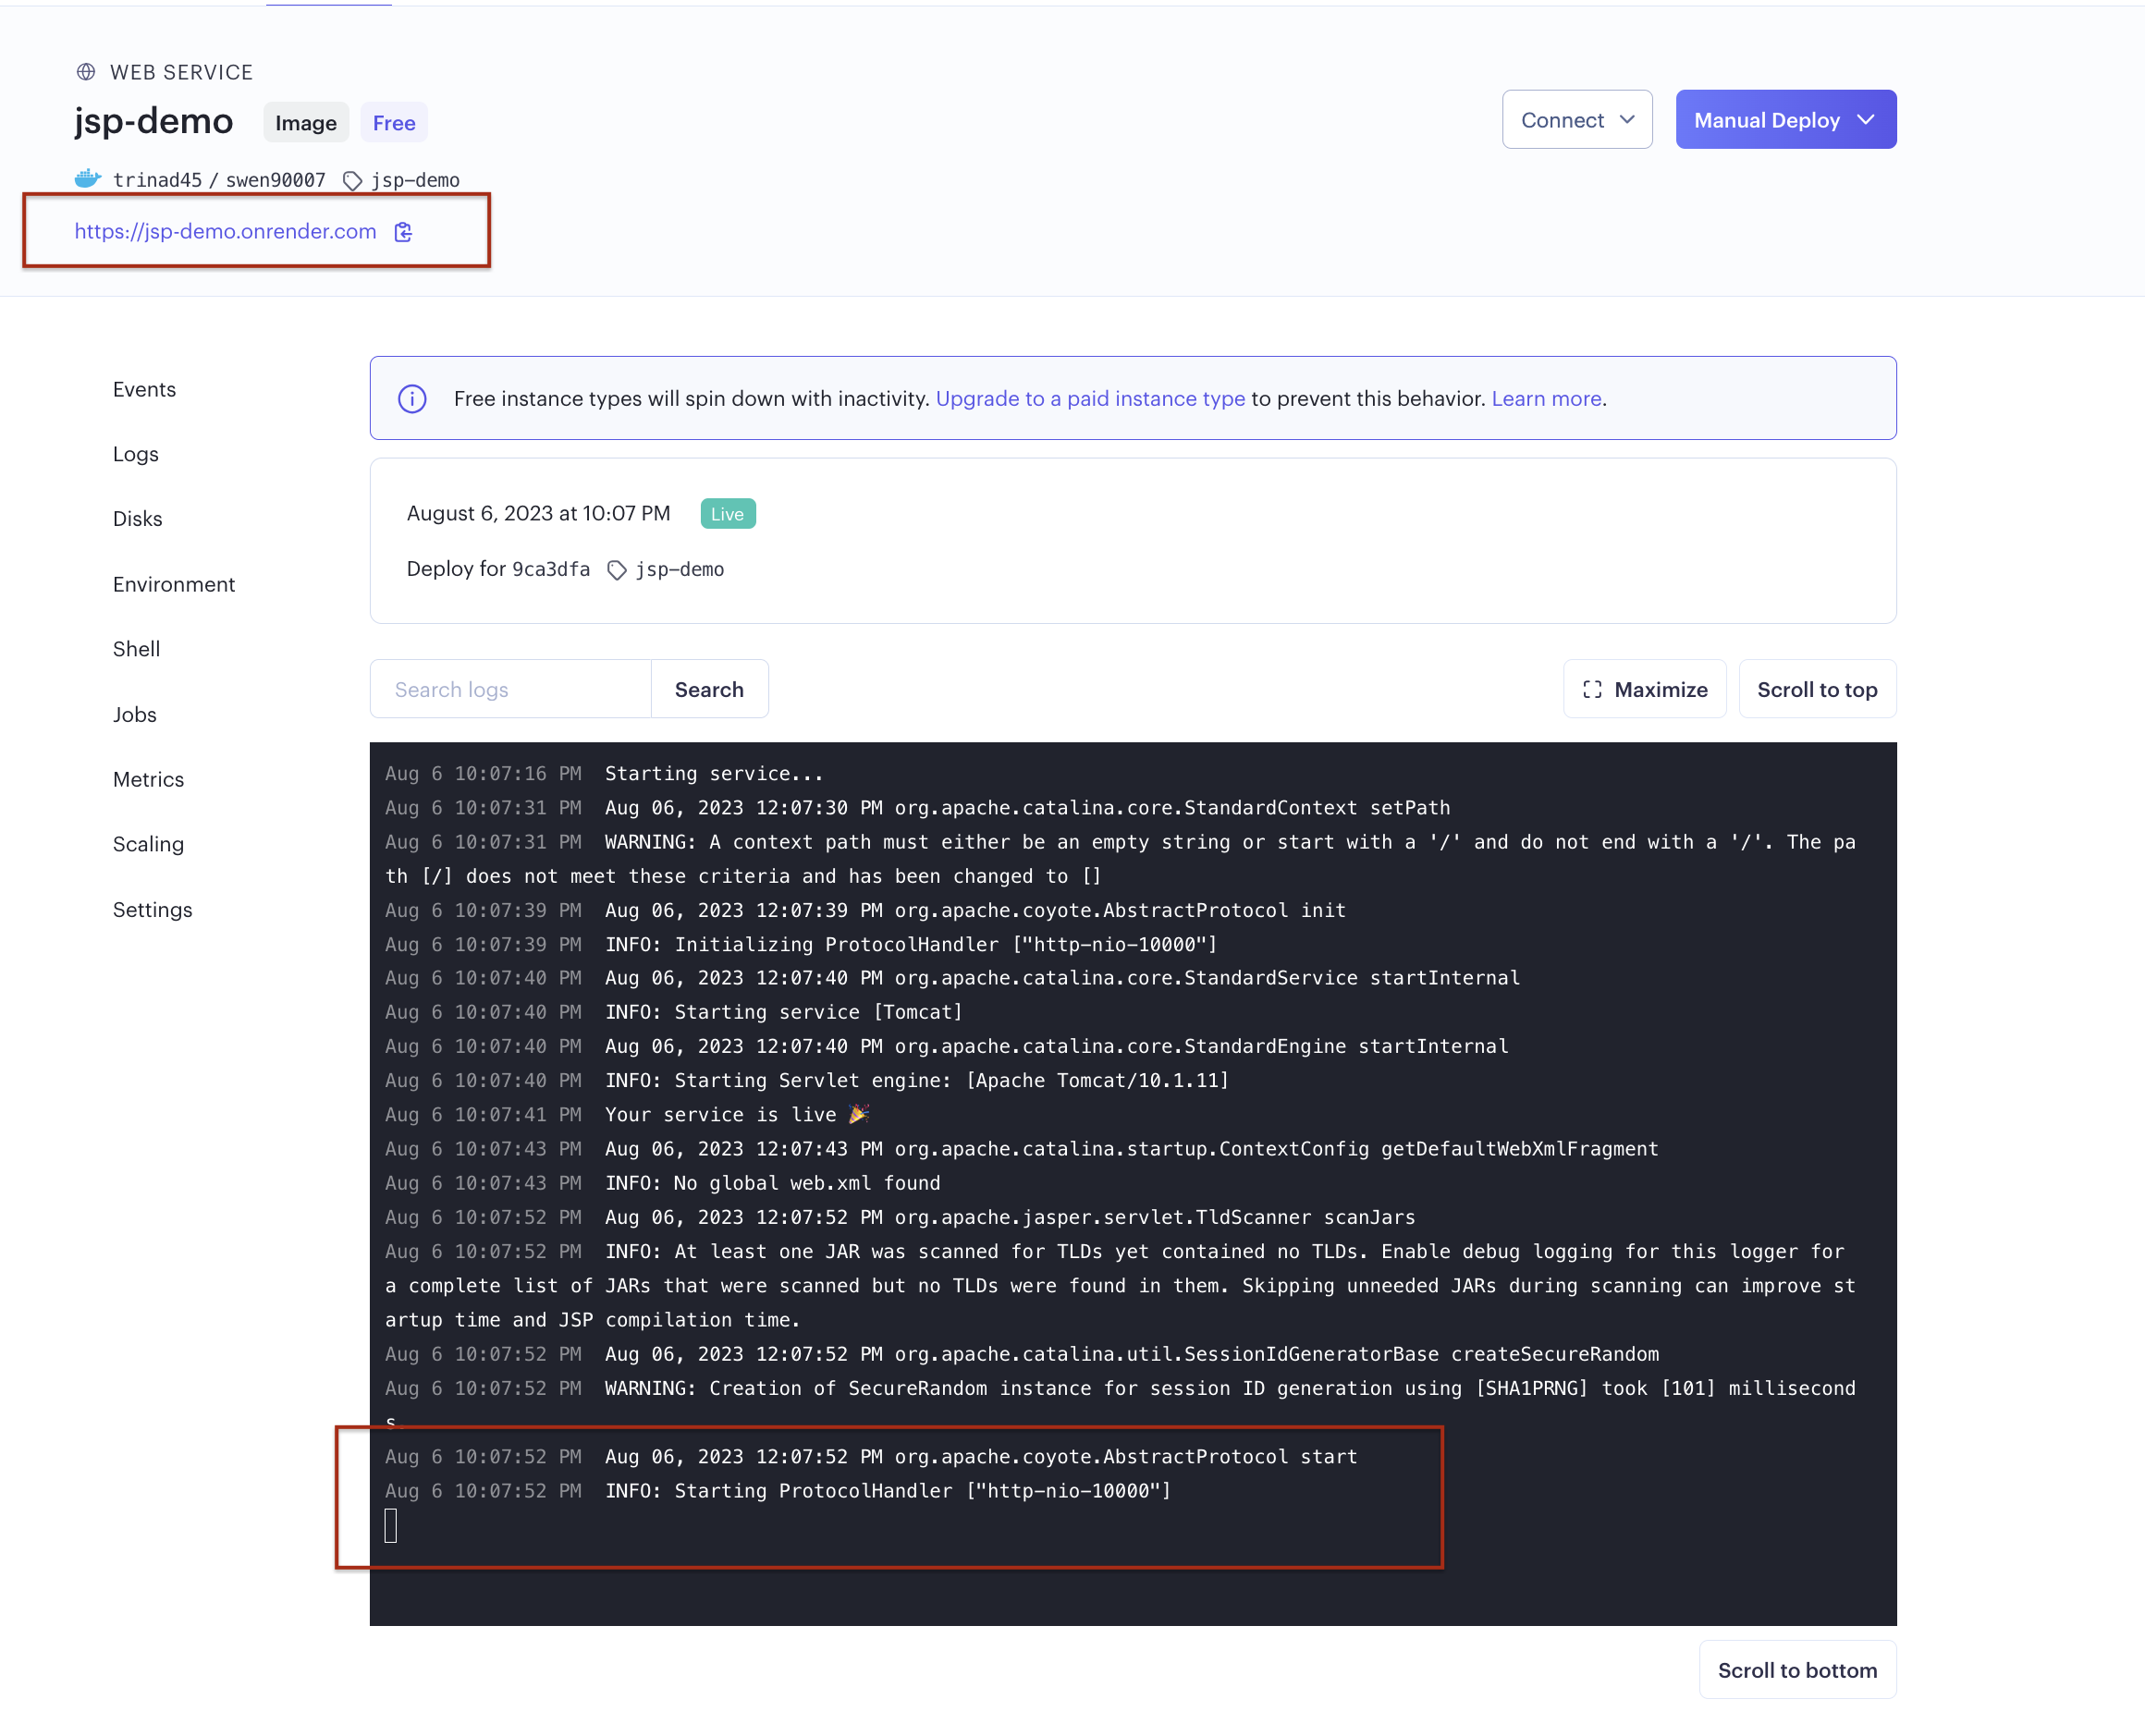 WEB SERVICE
jsp-demo Image Free
Connect Manual Deploy
trinad45 / swen90007 jsp-demo
https://jsp-demo.onrender.com
Free instance types will spin down with inactivity. Upgrade to a paid instance type to prevent this behavior. Learn more.
Events
Logs
Disks
Environment
Shell
Jobs
Metrics
Scaling
Settings
August 6, 2023 at 10:07 PM Live
Deploy for 9ca3dfa jsp-demo
Search logs Search Maximize Scroll to top
Aug 6 10:07:16 PM Starting service...
Aug 6 10:07:31 PM Aug 06, 2023 12:07:30 PM org.apache.catalina.core.StandardContext setPath
Aug 6 10:07:31 PM WARNING: A context path must either be an empty string or start with a '/' and do not end with a '/'. The pa
th [/] does not meet these criteria and has been changed to []
Aug 6 10:07:39 PM Aug 06, 2023 12:07:39 PM org.apache.coyote.AbstractProtocol init
Aug 6 10:07:39 PM INFO: Initializing ProtocolHandler ["http-nio-10000"]
Aug 6 10:07:40 PM Aug 06, 2023 12:07:40 PM org.apache.catalina.core.StandardService startInternal
Aug 6 10:07:40 PM INFO: Starting service [Tomcat]
Aug 6 10:07:40 PM Aug 06, 2023 12:07:40 PM org.apache.catalina.core.StandardEngine startInternal
Aug 6 10:07:40 PM INFO: Starting Servlet engine: [Apache Tomcat/10.1.11]
Aug 6 10:07:41 PM Your service is live 🎉
Aug 6 10:07:43 PM Aug 06, 2023 12:07:43 PM org.apache.catalina.startup.ContextConfig getDefaultWebXmlFragment
Aug 6 10:07:43 PM INFO: No global web.xml found
Aug 6 10:07:52 PM Aug 06, 2023 12:07:52 PM org.apache.jasper.servlet.TldScanner scanJars
Aug 6 10:07:52 PM INFO: At least one JAR was scanned for TLDs yet contained no TLDs. Enable debug logging for this logger for
a complete list of JARs that were scanned but no TLDs were found in them. Skipping unneeded JARs during scanning can improve st
artup time and JSP compilation time.
Aug 6 10:07:52 PM Aug 06, 2023 12:07:52 PM org.apache.catalina.util.SessionIdGeneratorBase createSecureRandom
Aug 6 10:07:52 PM WARNING: Creation of SecureRandom instance for session ID generation using [SHA1PRNG] took [101] millisecond
s.
Aug 6 10:07:52 PM Aug 06, 2023 12:07:52 PM org.apache.coyote.AbstractProtocol start
Aug 6 10:07:52 PM INFO: Starting ProtocolHandler ["http-nio-10000"]
Scroll to bottom